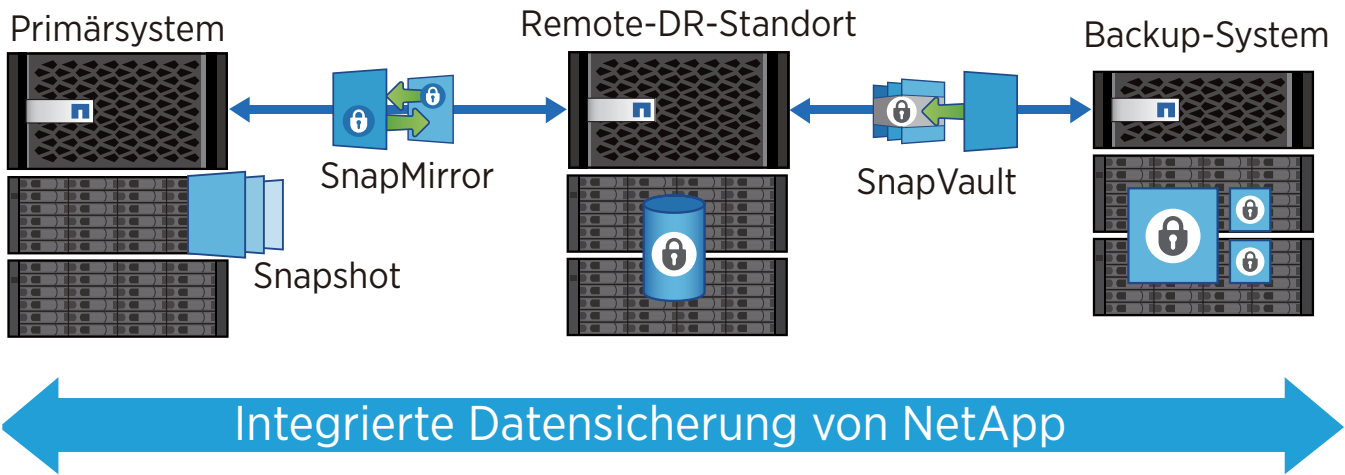 Primärsystem
Remote-DR-Standort
Backup-System
SnapMirror
SnapVault
Snapshot
Integrierte Datensicherung von NetApp